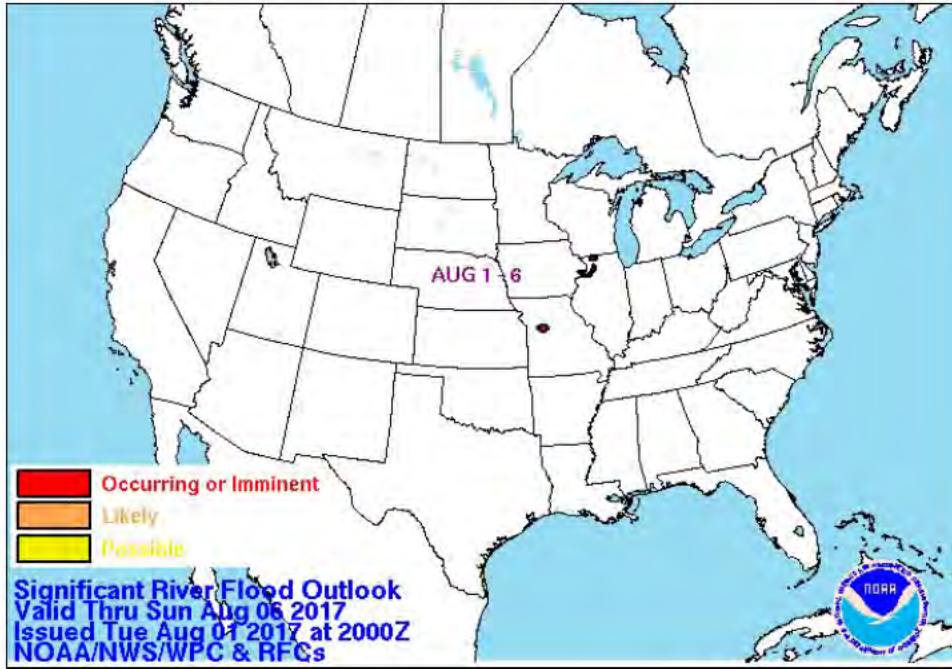 AUG 1 - 6
Occurring or Imminent
Likely
Possible
Significant River Flood Outlook
Valid Thru Sun Aug 06 2017
Issued Tue Aug 01 2017 at 2000Z
NOAA/NWS/WPC & RFCs
NOAA